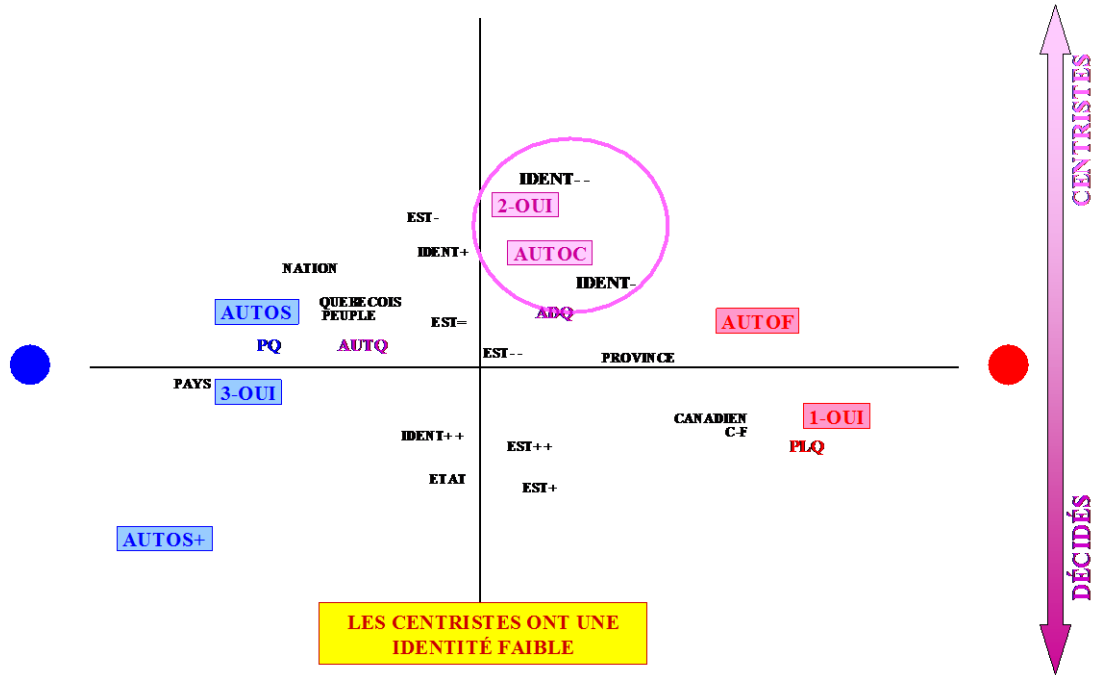 IDENT--
2-OUI
EST-
IDENT+
AUTOC
NATION
IDENT-
AUTOS
QUEBECOIS
PEUPLE
EST=
ADQ
AUTOF
PQ
AUTQ
EST--
PROVINCE
PAYS
3-OUI
CANADIEN
C-F
1-OUI
IDENT++
EST++
PLQ
ETAT
EST+
AUTOS+
LES CENTRISTES ONT UNE
IDENTITÉ FAIBLE
CENTRISTES
DÉCIDÉS